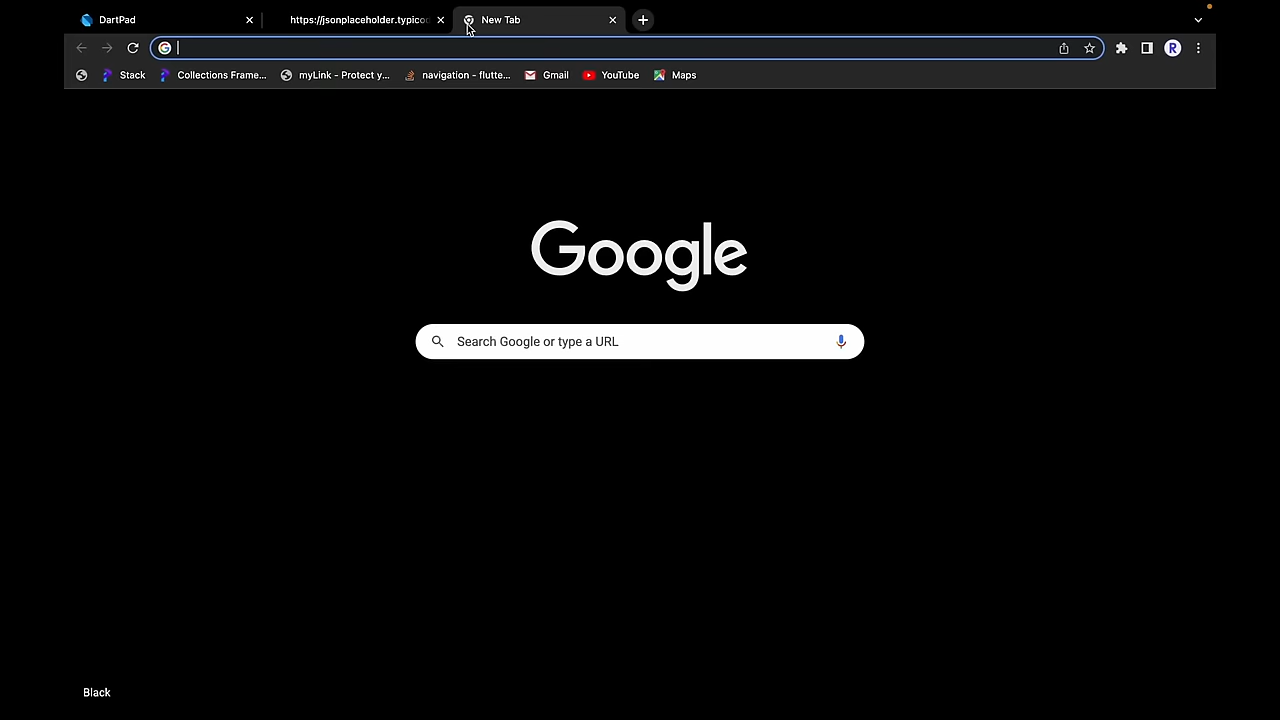 DartPad
https://jsonplaceholder.typicod
New Tab
Stack
Collections Frame...
myLink - Protect y...
navigation - flutte...
Gmail
YouTube
Maps
R
Google
Search Google or type a URL
Black